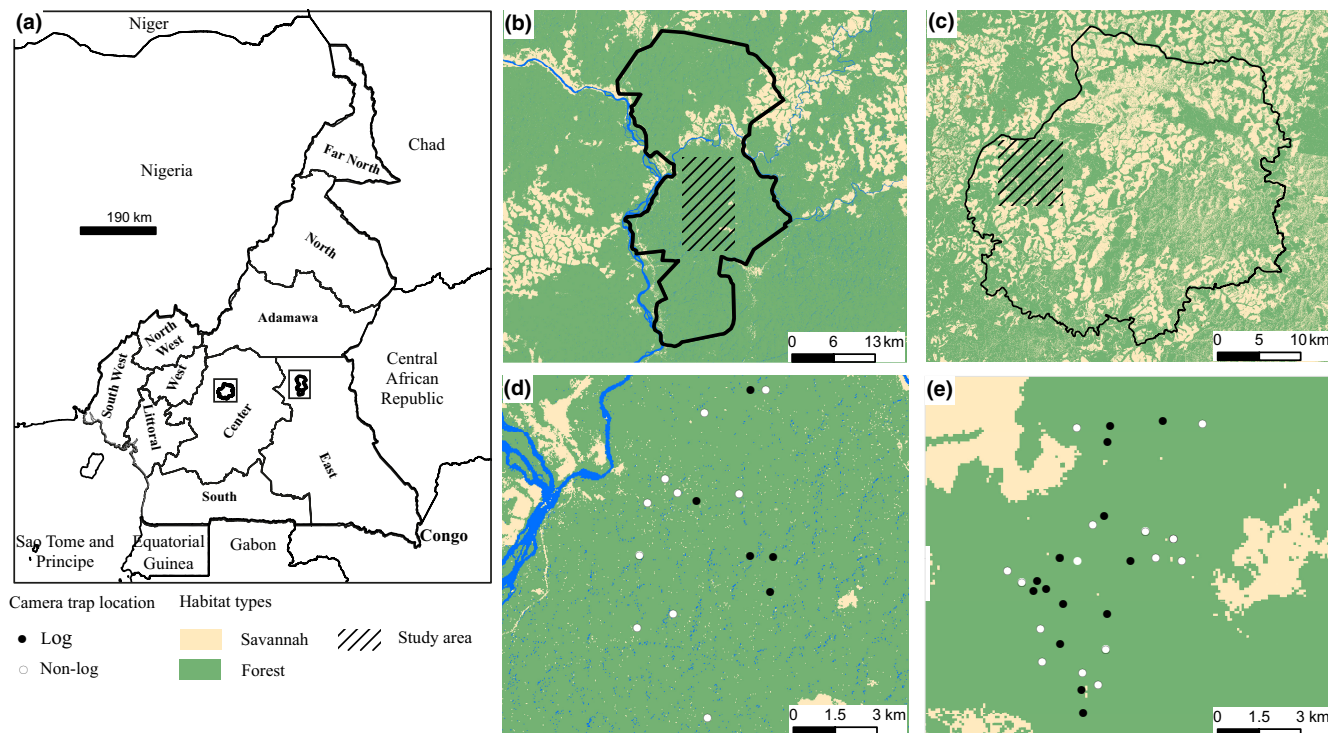 (a)
Niger
Chad
Nigeria
Far North
190 km
North
Adamawa
North
West
South West
West
Littoral
Center
East
South
Central
African
Republic
Congo
Sao Tome and
Principe
Equatorial
Guinea
Gabon
(b)
0 6 13 km
(c)
0 5 10 km
(d)
0 1.5 3 km
(e)
0 1.5 3 km
Camera trap location
Log
Non-log
Habitat types
Savannah
Forest
Study area